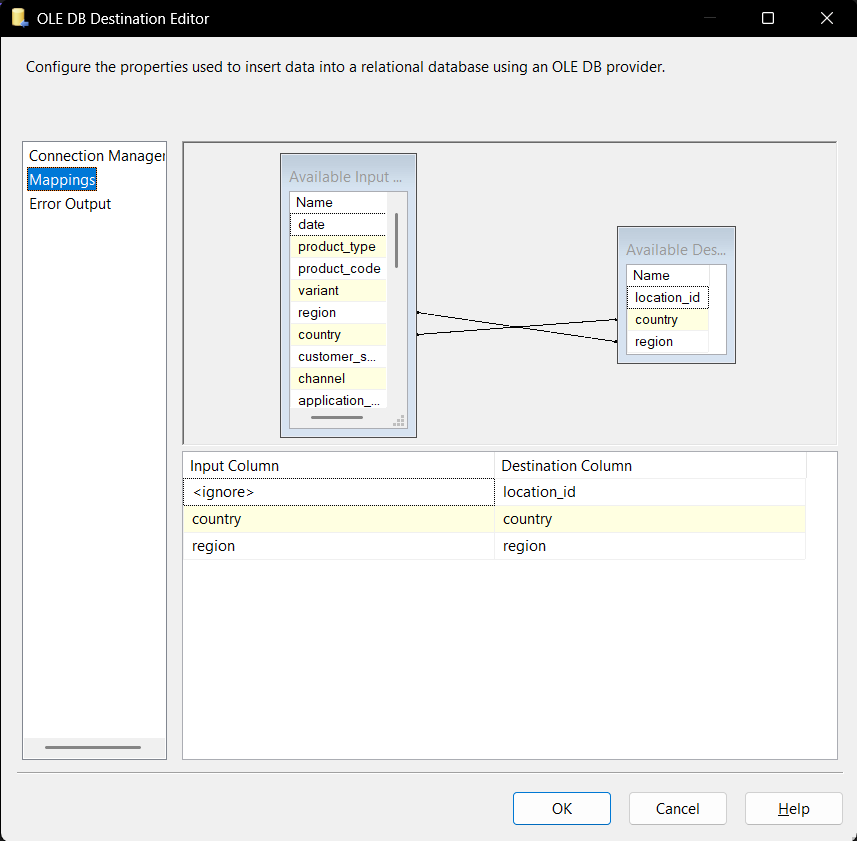 OLE DB Destination Editor
Configure the properties used to insert data into a relational database using an OLE DB provider.
Connection Manager
Mappings
Error Output
Available Input ...
Name
date
product_type
product_code
variant
region
country
customer_s...
channel
application_...
Available Des...
Name
location_id
country
region
Input Column Destination Column
<ignore> location_id
country country
region region
OK Cancel Help